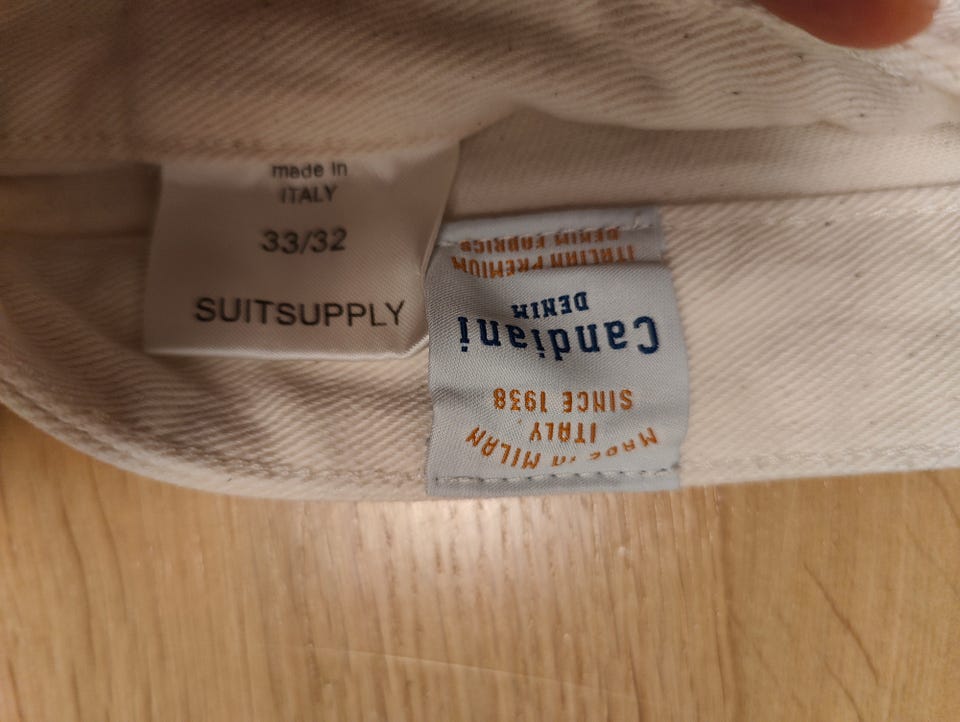 made in
ITALY
33/32
SUITSUPPLY
MADE IN MILAN
ITALY
SINCE 1938
Candiani
DENIM
ITALIAN PREMIUM
DENIM FABRICS